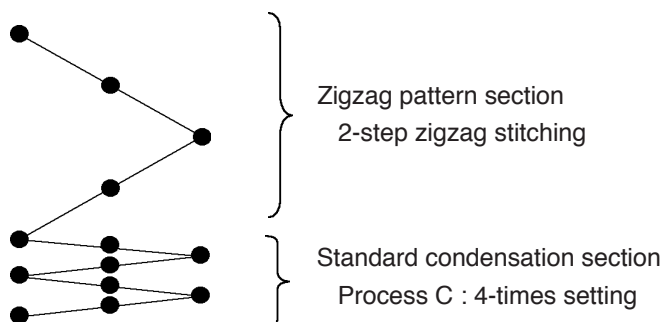 Zigzag pattern section
2-step zigzag stitching
Standard condensation section
Process C : 4-times setting